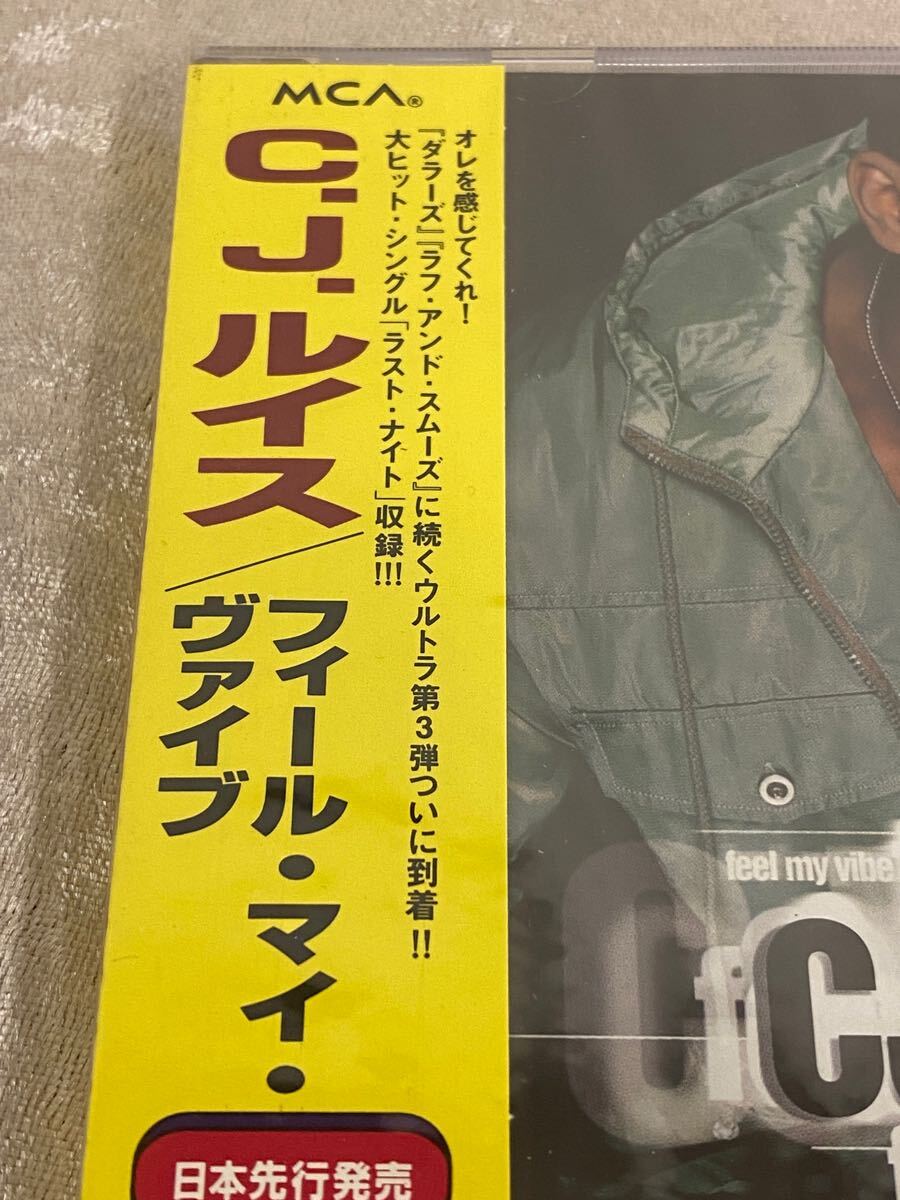 MCA®
オレを感じてくれ!
『ダラーズ』『ラフ・アンド・スムーズ』に続くウルトラ第3弾ついに到着!!
大ヒット・シングル「ラスト・ナイト」収録!!!
C.J.ルイス/
フィール・マイ・
ヴァイブ
日本先行発売
feel my vibe